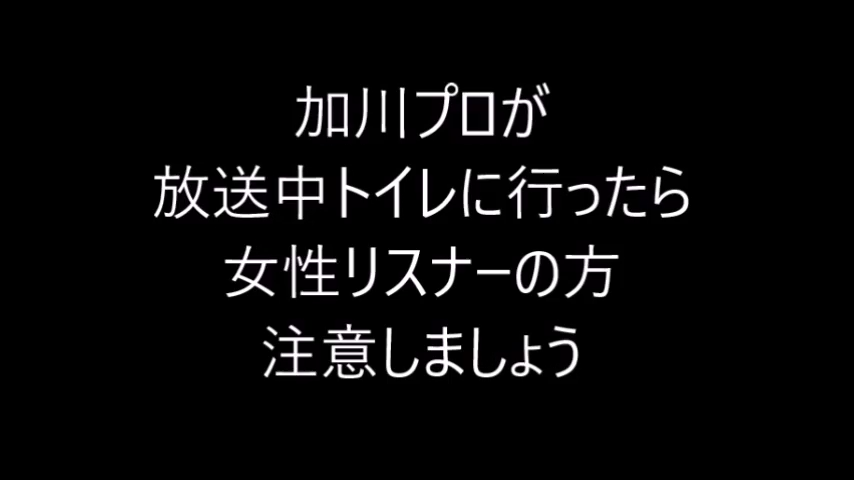 加川プロが
放送中トイレに行ったら
女性リスナーの方
注意しましょう